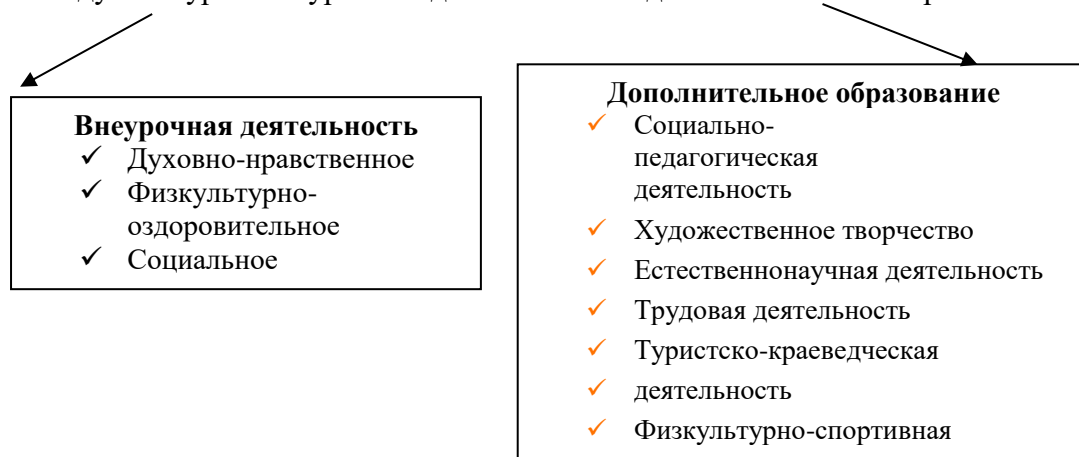 Внеурочная деятельность
✓ Духовно-нравственное
✓ Физкультурно-
оздоровительное
✓ Социальное
Дополнительное образование
✓ Социально-
педагогическая
деятельность
✓ Художественное творчество
✓ Естественнонаучная деятельность
✓ Трудовая деятельность
✓ Туристско-краеведческая
✓ деятельность
✓ Физкультурно-спортивная